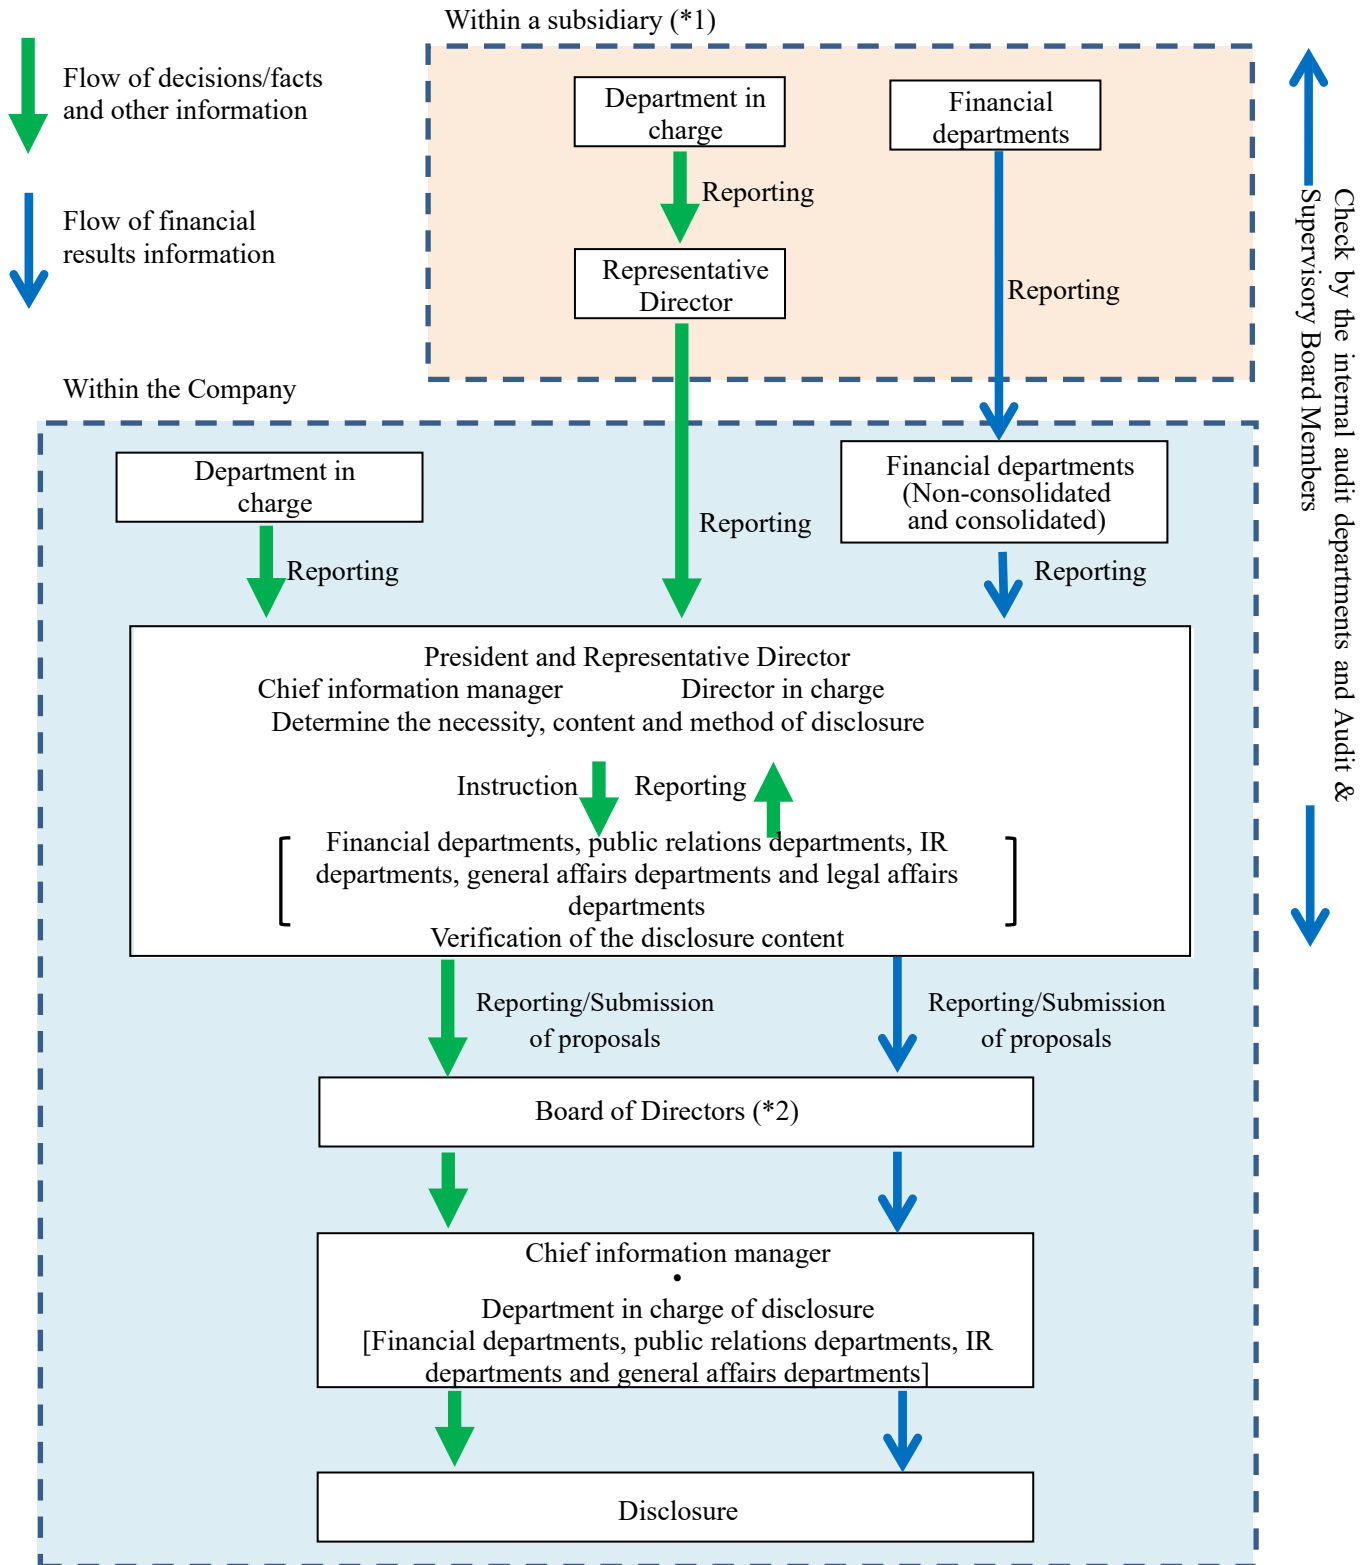 Within a subsidiary (*1)
Flow of decisions/facts
and other information
Flow of financial
results information
Department in
charge
Financial
departments
Reporting
Representative
Director
Reporting
Check by the internal audit departments and Audit &
Supervisory Board Members
Within the Company
Department in
charge
Reporting
Reporting
Financial departments
(Non-consolidated
and consolidated)
Reporting
President and Representative Director
Chief information manager Director in charge
Determine the necessity, content and method of disclosure
Instruction Reporting
Financial departments, public relations departments, IR
departments, general affairs departments and legal affairs
departments
Verification of the disclosure content
Reporting/Submission
of proposals
Reporting/Submission
of proposals
Board of Directors (*2)
Chief information manager
•
Department in charge of disclosure
[Financial departments, public relations departments, IR
departments and general affairs departments]
Disclosure